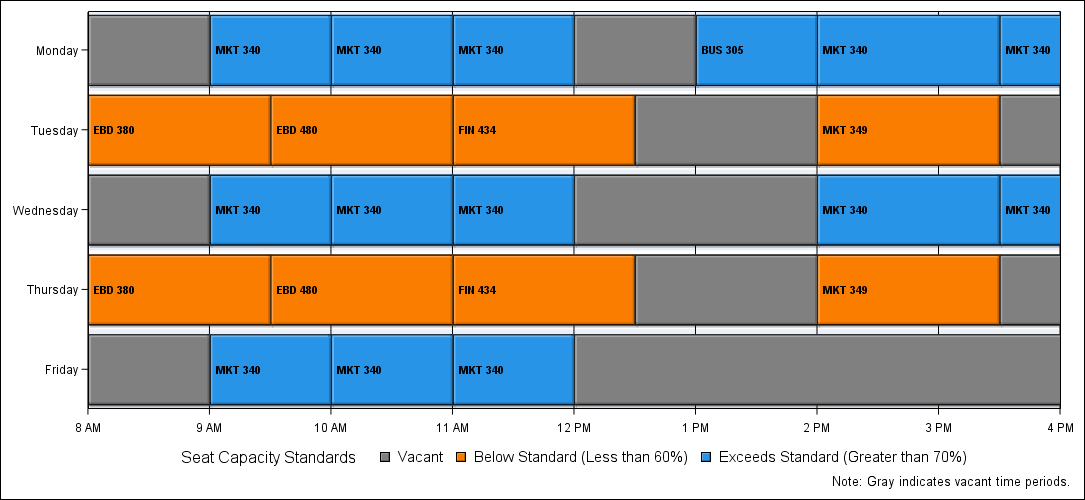 Monday
MKT 340 MKT 340 MKT 340 BUS 305 MKT 340 MKT 340
Tuesday
EBD 380 EBD 480 FIN 434 MKT 349
Wednesday
MKT 340 MKT 340 MKT 340 MKT 340 MKT 340
Thursday
EBD 380 EBD 480 FIN 434 MKT 349
Friday
MKT 340 MKT 340 MKT 340
8 AM 9 AM 10 AM 11 AM 12 PM 1 PM 2 PM 3 PM 4 PM
Seat Capacity Standards Vacant Below Standard (Less than 60%) Exceeds Standard (Greater than 70%)
Note: Gray indicates vacant time periods.